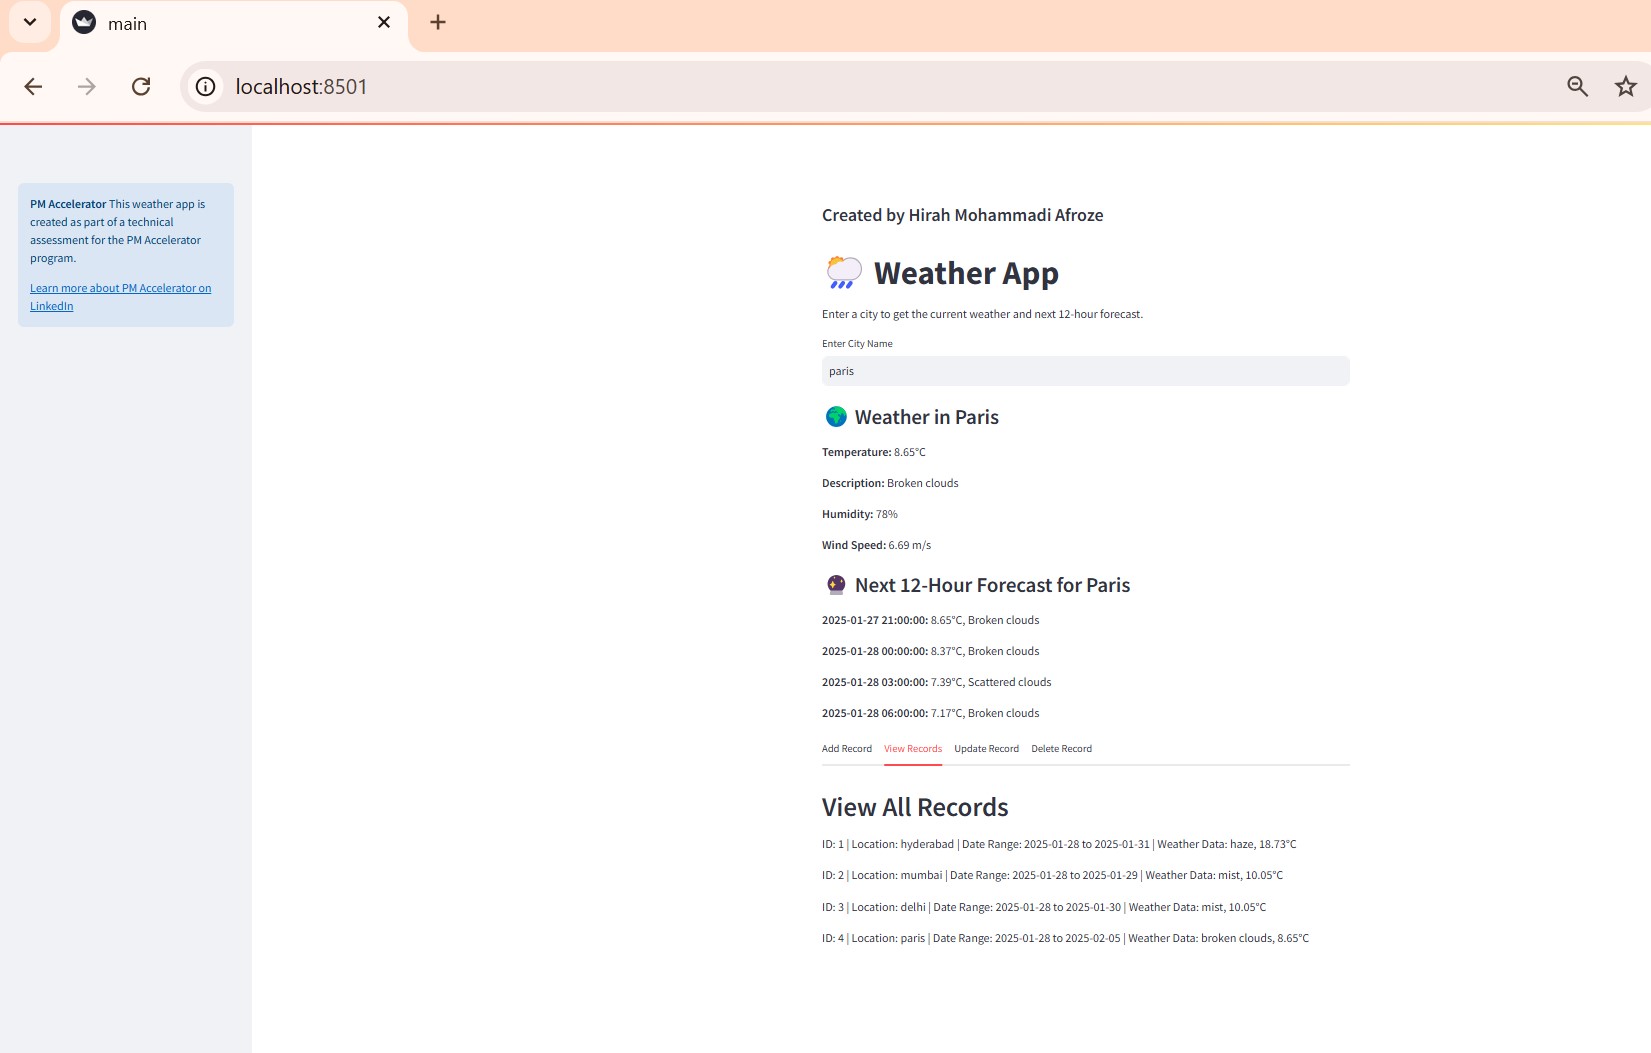 main
localhost:8501
PM Accelerator This weather app is
created as part of a technical
assessment for the PM Accelerator
program.
Learn more about PM Accelerator on
LinkedIn
Created by Hirah Mohammadi Afroze
Weather App
Enter a city to get the current weather and next 12-hour forecast.
Enter City Name
paris
Weather in Paris
Temperature: 8.65°C
Description: Broken clouds
Humidity: 78%
Wind Speed: 6.69 m/s
Next 12-Hour Forecast for Paris
2025-01-27 21:00:00: 8.65°C, Broken clouds
2025-01-28 00:00:00: 8.37°C, Broken clouds
2025-01-28 03:00:00: 7.39°C, Scattered clouds
2025-01-28 06:00:00: 7.17°C, Broken clouds
Add Record View Records Update Record Delete Record
View All Records
ID: 1 | Location: hyderabad | Date Range: 2025-01-28 to 2025-01-31 | Weather Data: haze, 18.73°C
ID: 2 | Location: mumbai | Date Range: 2025-01-28 to 2025-01-29 | Weather Data: mist, 10.05°C
ID: 3 | Location: delhi | Date Range: 2025-01-28 to 2025-01-30 | Weather Data: mist, 10.05°C
ID: 4 | Location: paris | Date Range: 2025-01-28 to 2025-02-05 | Weather Data: broken clouds, 8.65°C